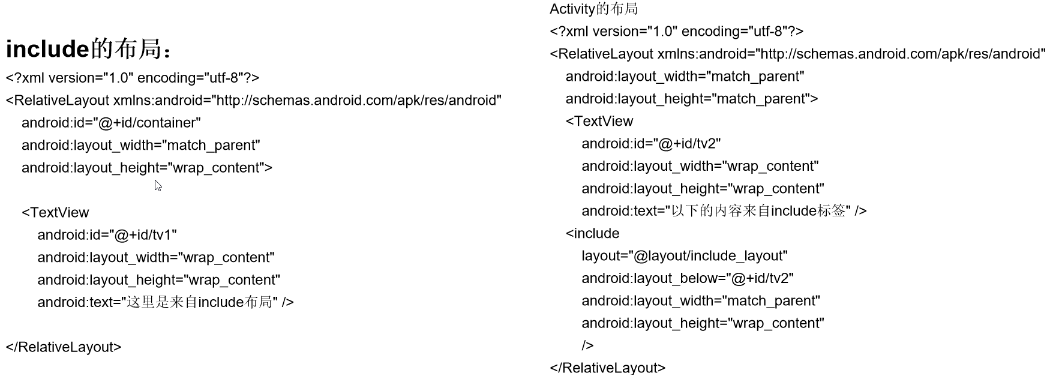 include的布局：
<?xml version="1.0" encoding="utf-8"?>
<RelativeLayout xmlns:android="http://schemas.android.com/apk/res/android"
    android:id="@+id/container"
    android:layout_width="match_parent"
    android:layout_height="wrap_content">
    <TextView
        android:id="@+id/tv1"
        android:layout_width="wrap_content"
        android:layout_height="wrap_content"
        android:text="这里是来自include布局" />
</RelativeLayout>
Activity的布局
<?xml version="1.0" encoding="utf-8"?>
<RelativeLayout xmlns:android="http://schemas.android.com/apk/res/android"
    android:layout_width="match_parent"
    android:layout_height="match_parent">
    <TextView
        android:id="@+id/tv2"
        android:layout_width="wrap_content"
        android:layout_height="wrap_content"
        android:text="以下的内容来自include标签" />
    <include
        layout="@layout/include_layout"
        android:layout_below="@+id/tv2"
        android:layout_width="match_parent"
        android:layout_height="wrap_content"
        />
</RelativeLayout>